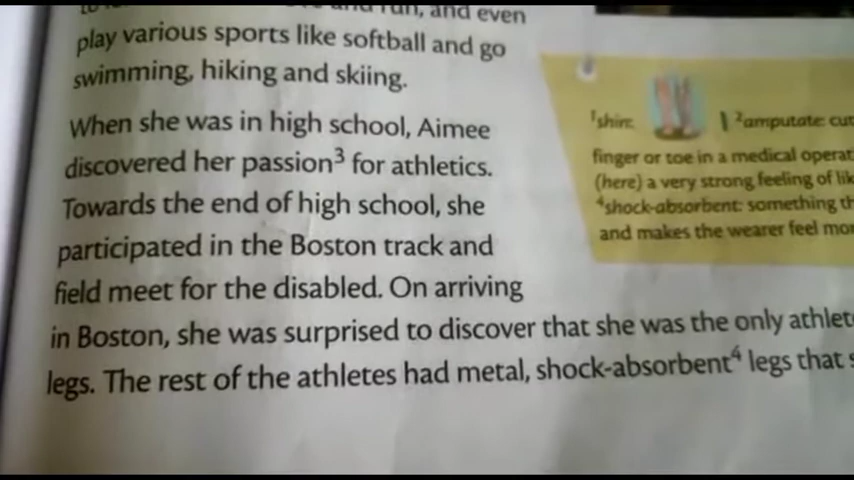 and run, and even
play various sports like softball and go
swimming, hiking and skiing.
When she was in high school, Aimee
discovered her passion³ for athletics.
Towards the end of high school, she
participated in the Boston track and
field meet for the disabled. On arriving
in Boston, she was surprised to discover that she was the only athlet
legs. The rest of the athletes had metal, shock-absorbent⁴ legs that s
¹shin: ²amputate: cut
finger or toe in a medical operat
(here) a very strong feeling of lik
⁴shock-absorbent: something th
and makes the wearer feel mor